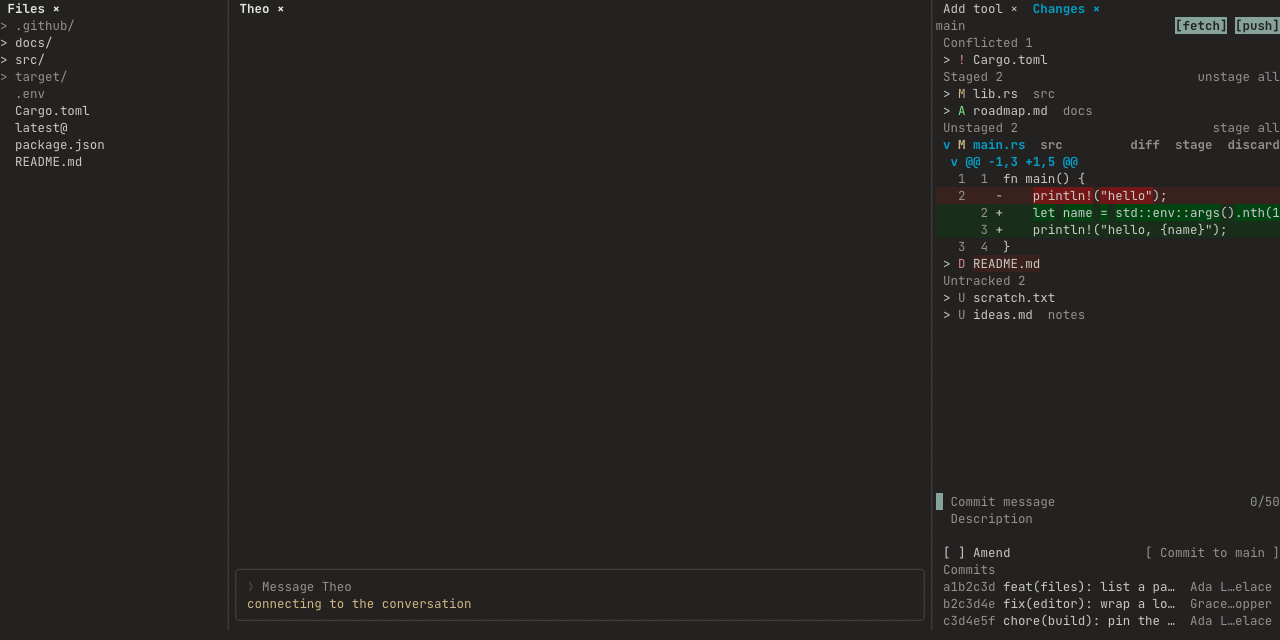 Files ×
> .github/
> docs/
> src/
> target/
.env
Cargo.toml
latest@
package.json
README.md
Theo ×
⟩ Message Theo
connecting to the conversation
Add tool × Changes ×
main [fetch] [push]
Conflicted 1
> ! Cargo.toml
Staged 2 unstage all
> M lib.rs src
> A roadmap.md docs
Unstaged 2 stage all
v M main.rs src diff stage discard
v @@ -1,3 +1,5 @@
1 1 fn main() {
2 - println!("hello");
2 + let name = std::env::args().nth(1
3 + println!("hello, {name}");
3 4 }
> D README.md
Untracked 2
> U scratch.txt
> U ideas.md notes
Commit message 0/50
Description
[ ] Amend [ Commit to main ]
Commits
a1b2c3d feat(files): list a pa… Ada L…elace
b2c3d4e fix(editor): wrap a lo… Grace…opper
c3d4e5f chore(build): pin the … Ada L…elace